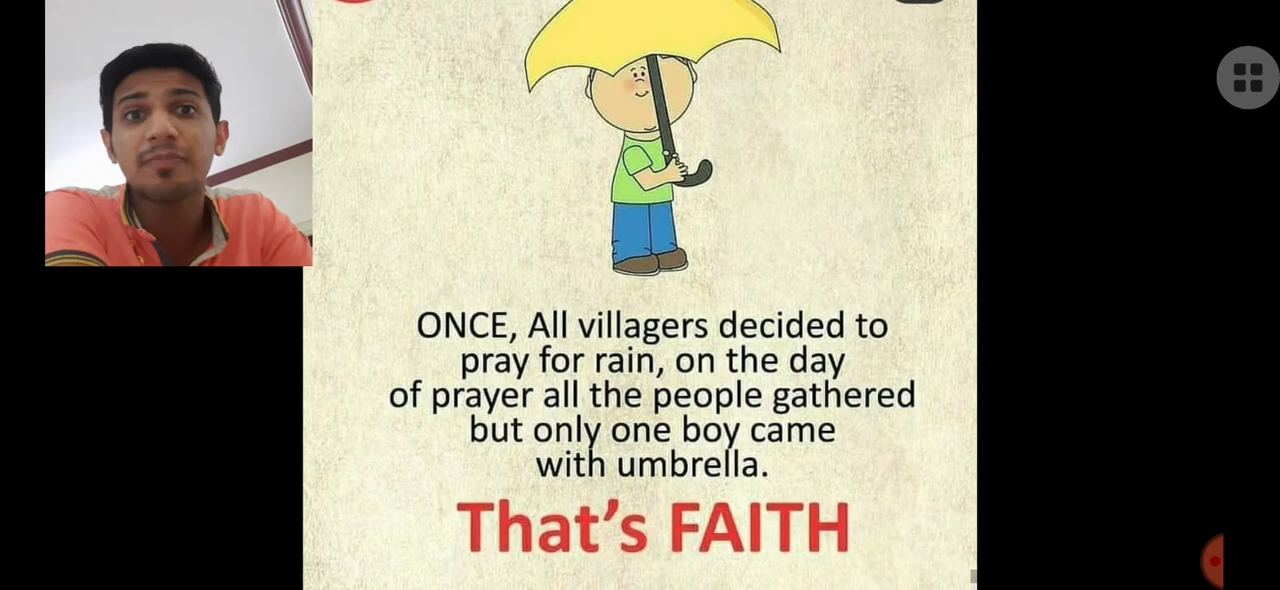 ONCE, All villagers decided to
pray for rain, on the day
of prayer all the people gathered
but only one boy came
with umbrella.
That's FAITH